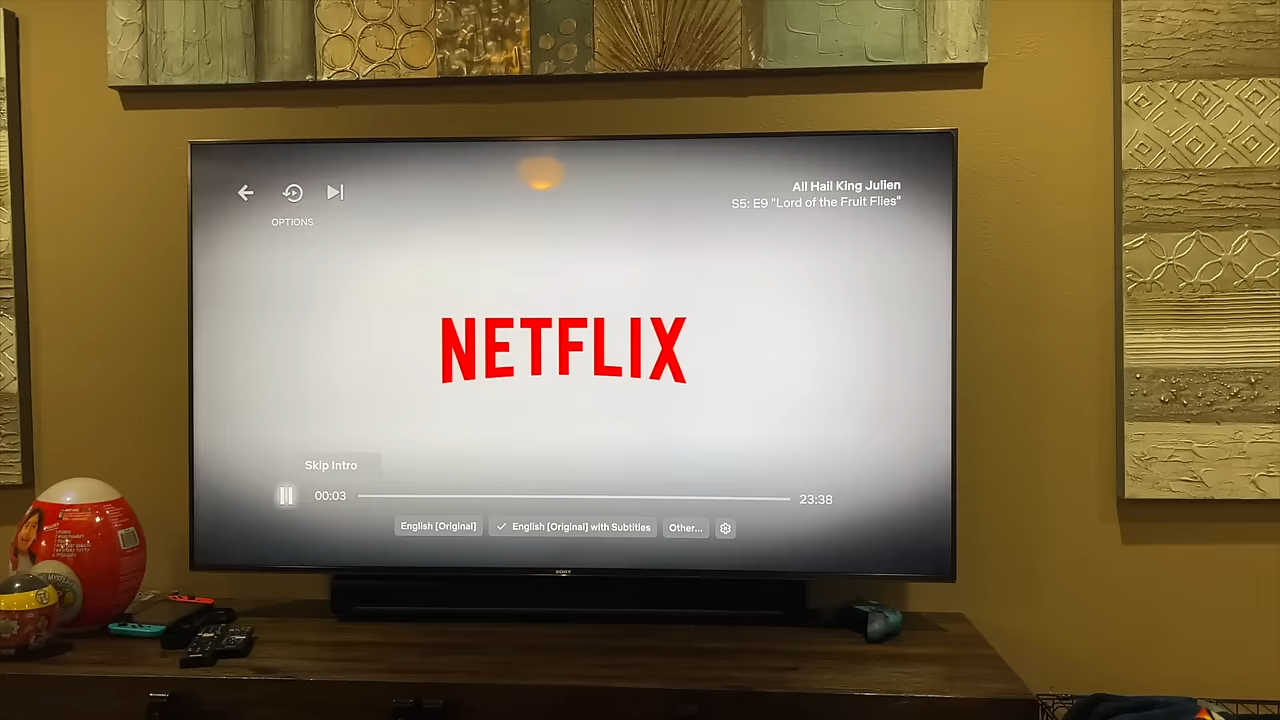 All Hail King Julien
S5: E9 "Lord of the Fruit Flies"
OPTIONS
NETFLIX
Skip Intro
00:03
23:38
English [Original]
English [Original] with Subtitles
Other...
SONY